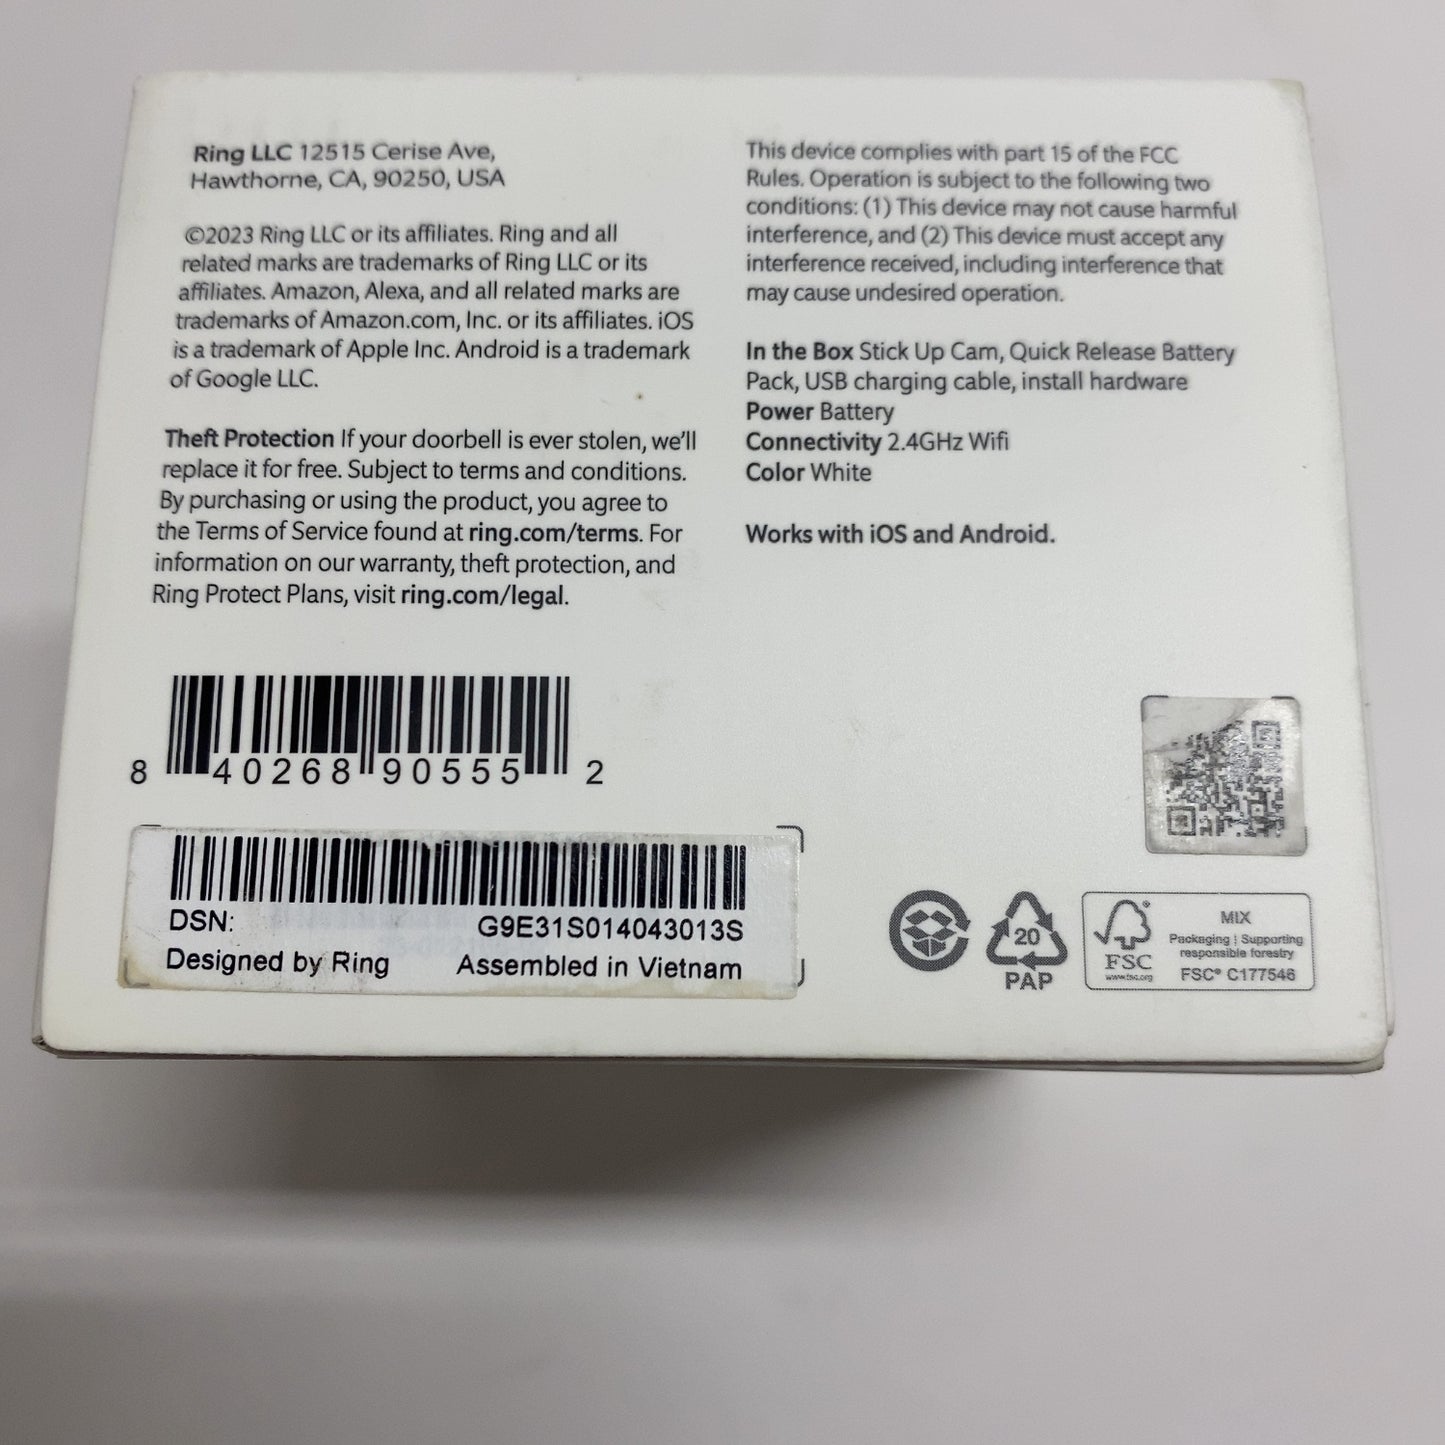 Ring LLC 12515 Cerise Ave,
Hawthorne, CA, 90250, USA
©2023 Ring LLC or its affiliates. Ring and all
related marks are trademarks of Ring LLC or its
affiliates. Amazon, Alexa, and all related marks are
trademarks of Amazon.com, Inc. or its affiliates. iOS
is a trademark of Apple Inc. Android is a trademark
of Google LLC.
Theft Protection If your doorbell is ever stolen, we'll
replace it for free. Subject to terms and conditions.
By purchasing or using the product, you agree to
the Terms of Service found at ring.com/terms. For
information on our warranty, theft protection, and
Ring Protect Plans, visit ring.com/legal.
This device complies with part 15 of the FCC
Rules. Operation is subject to the following two
conditions: (1) This device may not cause harmful
interference, and (2) This device must accept any
interference received, including interference that
may cause undesired operation.
In the Box Stick Up Cam, Quick Release Battery
Pack, USB charging cable, install hardware
Power Battery
Connectivity 2.4GHz Wifi
Color White
Works with iOS and Android.
8 40268 90555 2
DSN: G9E31S014043013S
Designed by Ring Assembled in Vietnam
20
PAP
FSC
www.fsc.org
MIX
Packaging | Supporting
responsible forestry
FSC® C177546